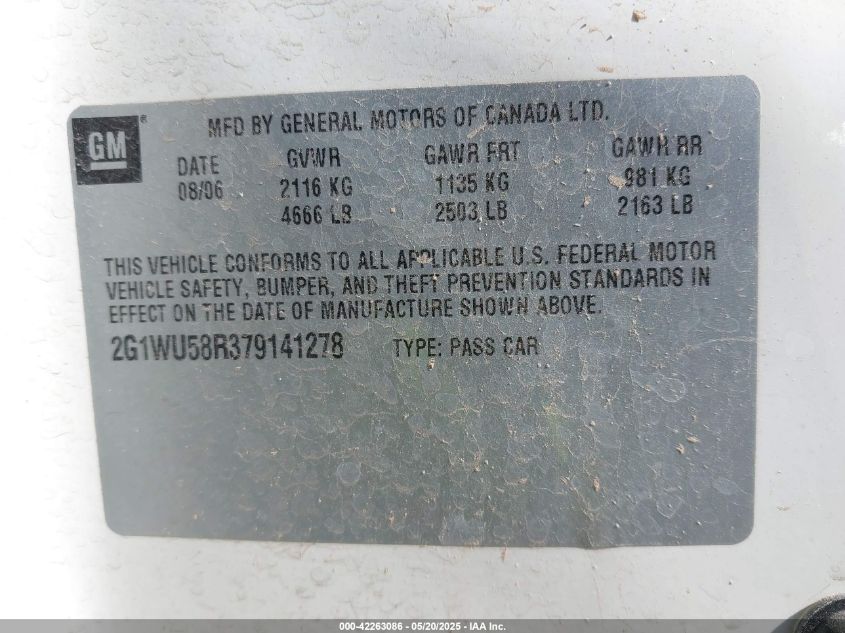 GM®
MFD BY GENERAL MOTORS OF CANADA LTD.
DATE GVWR GAWR FRT GAWR RR
08/06 2116 KG 1135 KG 981 KG
4666 LB 2503 LB 2163 LB
THIS VEHICLE CONFORMS TO ALL APPLICABLE U.S. FEDERAL MOTOR
VEHICLE SAFETY, BUMPER, AND THEFT PREVENTION STANDARDS IN
EFFECT ON THE DATE OF MANUFACTURE SHOWN ABOVE.
2G1WU58R379141278 TYPE: PASS CAR
000-42263086 - 05/20/2025 - IAA Inc.